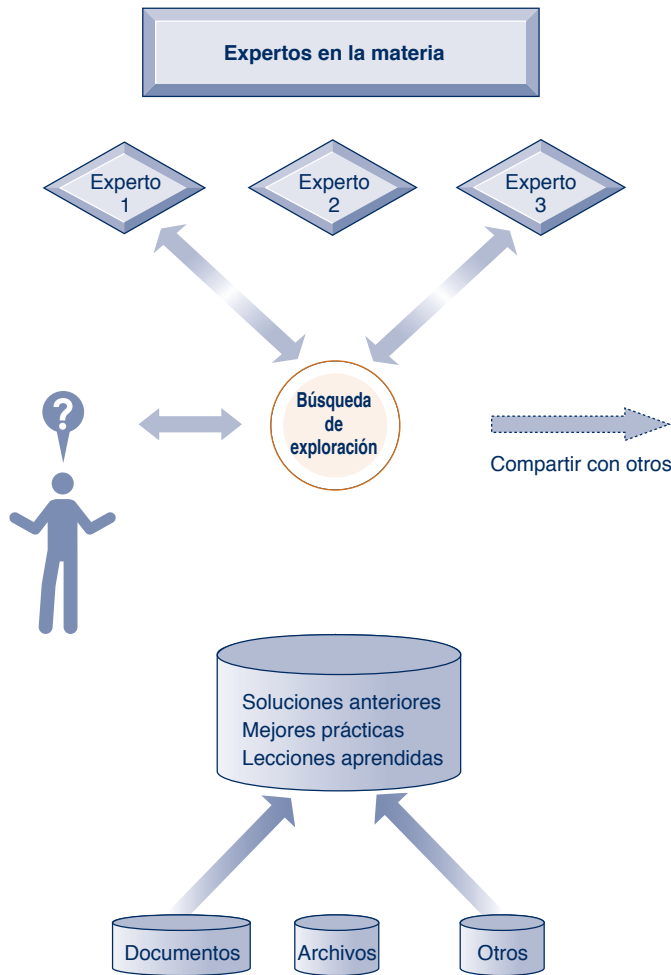 Expertos en la materia
Experto
1
Experto
2
Experto
3
?
Búsqueda
de
exploración
Compartir con otros
Soluciones anteriores
Mejores prácticas
Lecciones aprendidas
Documentos
Archivos
Otros